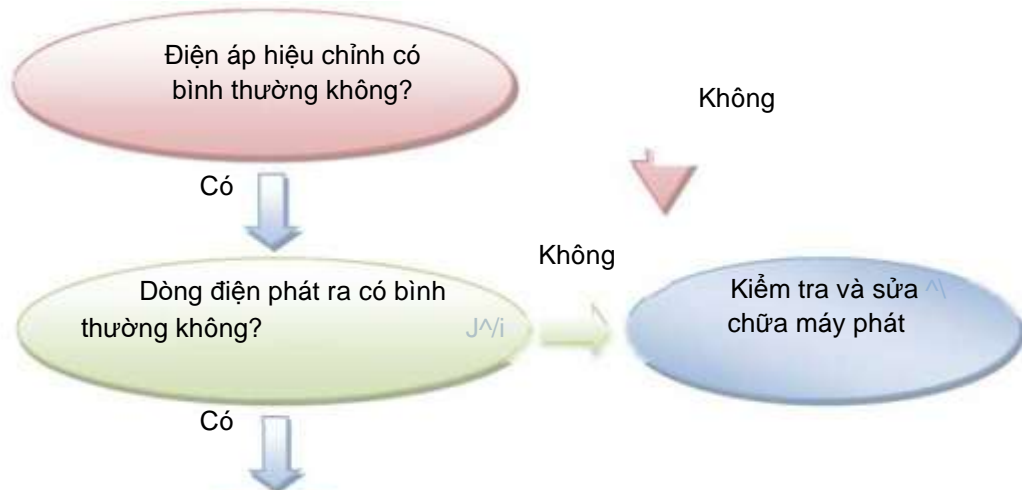 Điện áp hiệu chỉnh có
bình thường không?
Không
Có
Không
Dòng điện phát ra có bình
thường không? J^/i
Kiểm tra và sửa ^\
chữa máy phát
Có